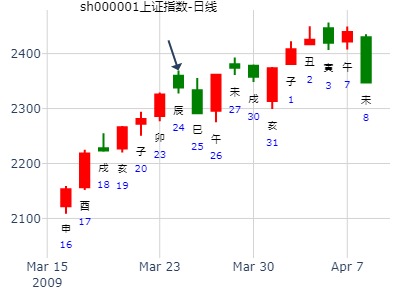 sh000001上证指数-日线
2400
2300
2200
2100
申
16
酉
17
戌
18
亥
19
子
20
卯
23
辰
24
巳
25
午
26
未
27
戌
30
亥
31
子
1
丑
2
寅
3
午
7
未
8
Mar 15
2009
Mar 23
Mar 30
Apr 7